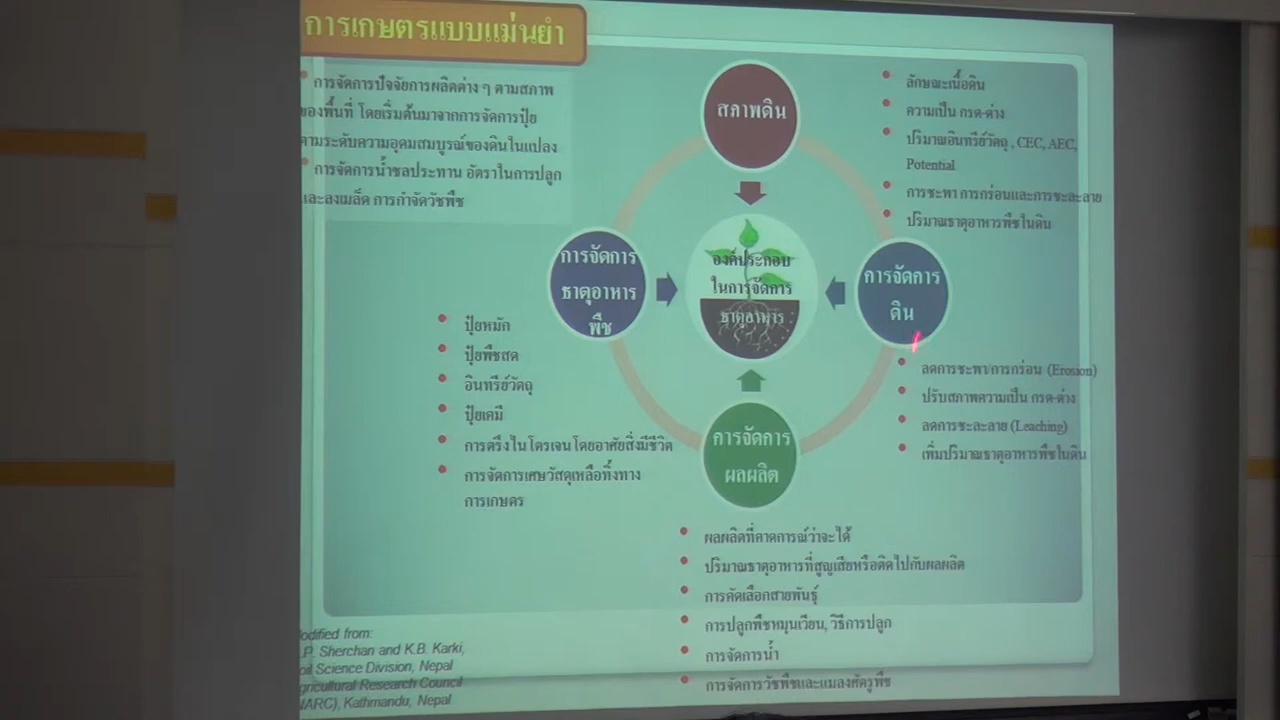 การเกษตรแบบแม่นยำ
การจัดการปัจจัยการผลิตต่าง ๆ ตามสภาพ
ของพื้นที่ โดยเริ่มต้นมาจากการจัดการปุ๋ย
ตามระดับความอุดมสมบูรณ์ของดินในแปลง
การจัดการน้ำชลประทาน อัตราในการปลูก
และลงเมล็ด การกำจัดวัชพืช
สภาพดิน
ลักษณะเนื้อดิน
ความเป็น กรด-ด่าง
ปริมาณอินทรีย์วัตถุ , CEC, AEC,
Potential
การชะพา การกร่อนและการชะละลาย
ปริมาณธาตุอาหารพืชในดิน
การจัดการ
ธาตุอาหาร
พืช
องค์ประกอบ
ในการจัดการ
ธาตุอาหาร
การจัดการ
ดิน
ปุ๋ยหมัก
ปุ๋ยพืชสด
อินทรีย์วัตถุ
ปุ๋ยเคมี
การตรึงไนโตรเจน โดยอาศัยสิ่งมีชีวิต
การจัดการเศษวัสดุเหลือทิ้งทาง
การเกษตร
ลดการชะพา/การกร่อน (Erosion)
ปรับสภาพความเป็น กรด-ด่าง
ลดการชะละลาย (Leaching)
เพิ่มปริมาณธาตุอาหารพืชในดิน
การจัดการ
ผลผลิต
ผลผลิตที่คาดการณ์ว่าจะได้
ปริมาณธาตุอาหารที่สูญเสียหรือติดไปกับผลผลิต
การคัดเลือกสายพันธุ์
การปลูกพืชหมุนเวียน, วิธีการปลูก
การจัดการน้ำ
การจัดการวัชพืชและแมลงศัตรูพืช
odified from:
.P. Sherchan and K.B. Karki,
oil Science Division, Nepal
gricultural Research Council
NARC), Kathmandu, Nepal